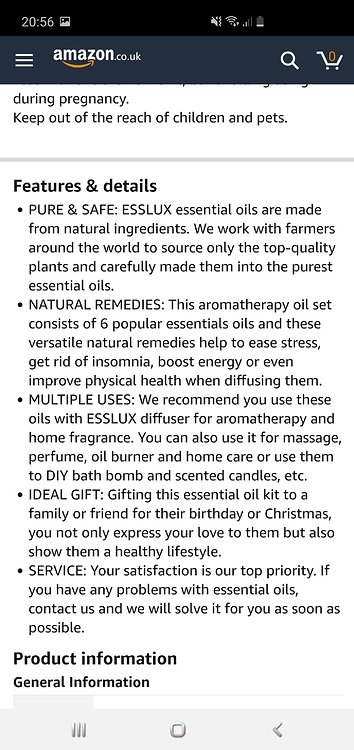 20:56
amazon.co.uk
0
during pregnancy.
Keep out of the reach of children and pets.
Features & details
• PURE & SAFE: ESSLUX essential oils are made
from natural ingredients. We work with farmers
around the world to source only the top-quality
plants and carefully made them into the purest
essential oils.
• NATURAL REMEDIES: This aromatherapy oil set
consists of 6 popular essentials oils and these
versatile natural remedies help to ease stress,
get rid of insomnia, boost energy or even
improve physical health when diffusing them.
• MULTIPLE USES: We recommend you use these
oils with ESSLUX diffuser for aromatherapy and
home fragrance. You can also use it for massage,
perfume, oil burner and home care or use them
to DIY bath bomb and scented candles, etc.
• IDEAL GIFT: Gifting this essential oil kit to a
family or friend for their birthday or Christmas,
you not only express your love to them but also
show them a healthy lifestyle.
• SERVICE: Your satisfaction is our top priority. If
you have any problems with essential oils,
contact us and we will solve it for you as soon as
possible.
Product information
General Information